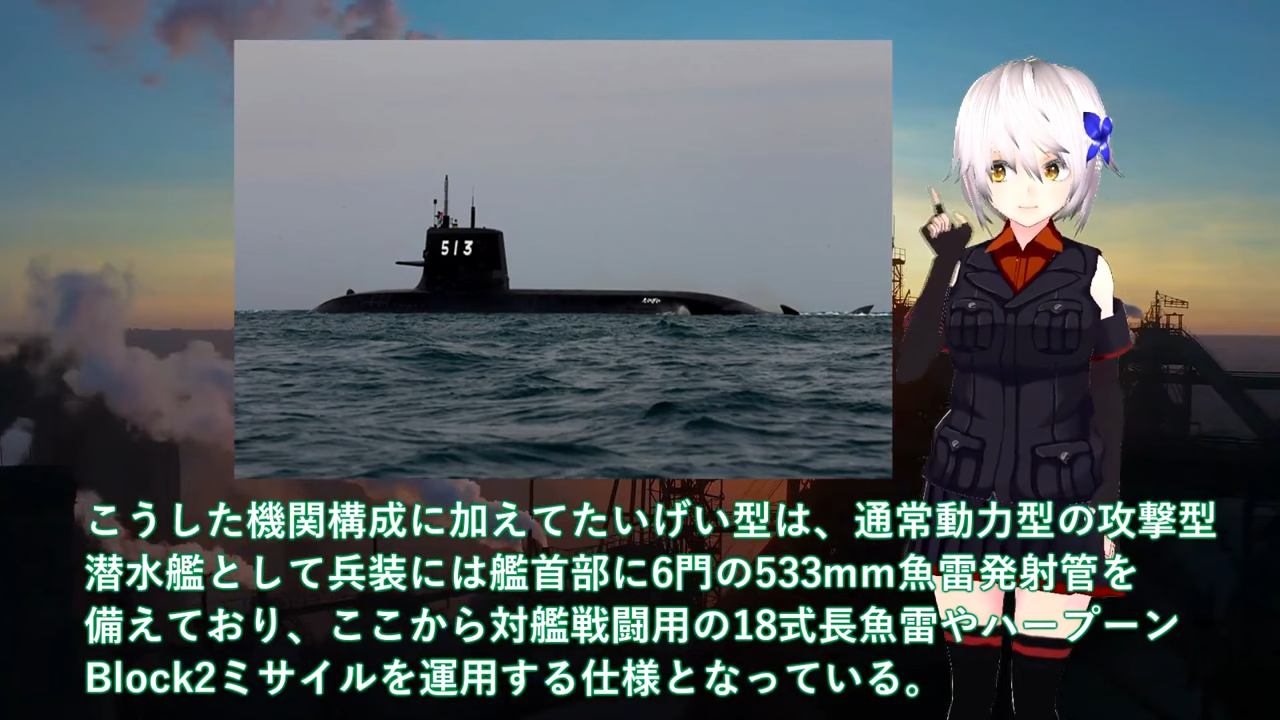 513
こうした機関構成に加えてたいげい型は、通常動力型の攻撃型
潜水艦として兵装には艦首部に6門の533mm魚雷発射管を
備えており、ここから対艦戦闘用の18式長魚雷やハープーン
Block2ミサイルを運用する仕様となっている。